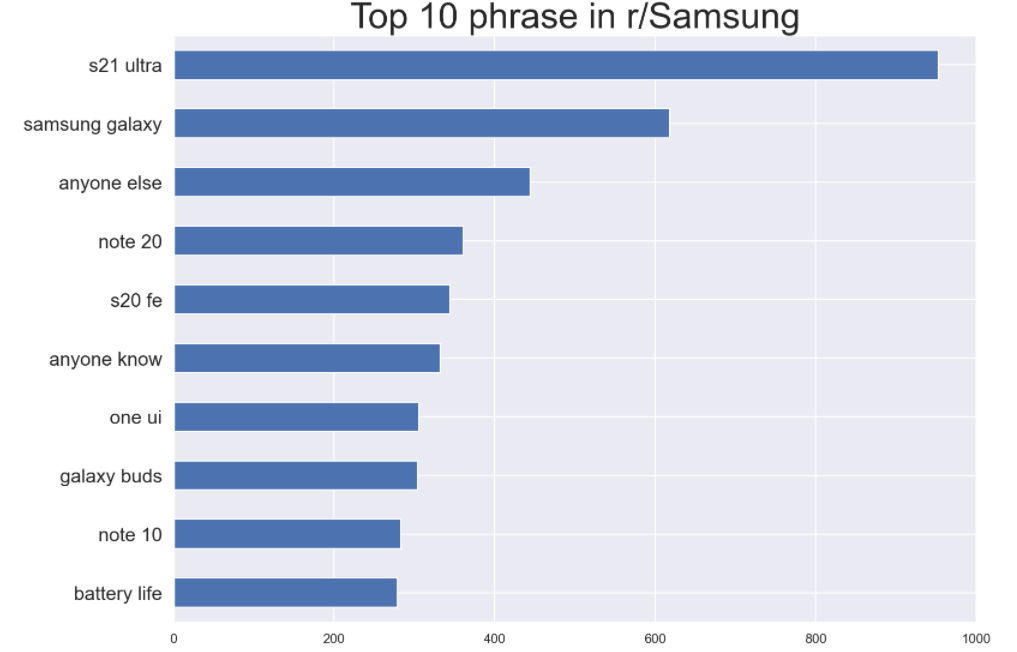 Top 10 phrase in r/Samsung
s21 ultra
samsung galaxy
anyone else
note 20
s20 fe
anyone know
one ui
galaxy buds
note 10
battery life
0 200 400 600 800 1000